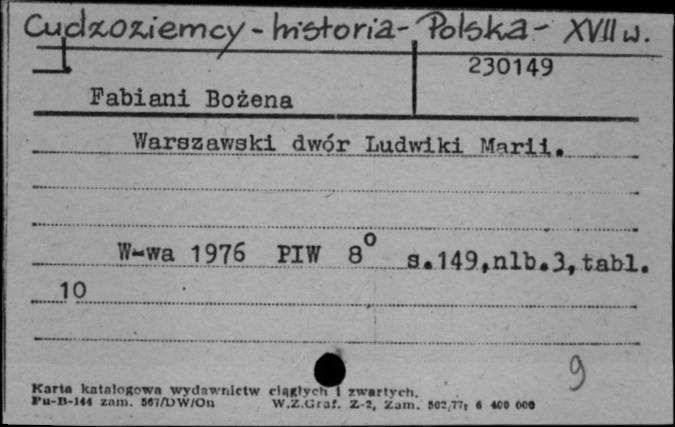 Cudzoziemcy - historia - Polska - XVII w.
230149
Fabiani Bożena
Warszawski dwór Ludwiki Marii.
W-wa 1976 PIW 8° s.149,nlb.3,tabl.
10
9
Karta katalogowa wydawnictw ciągłych i zwartych.
Pu-B-144 zam. 567/DW/On W.Z.Graf. Z-2, Zam. 502/77, 6 400 000